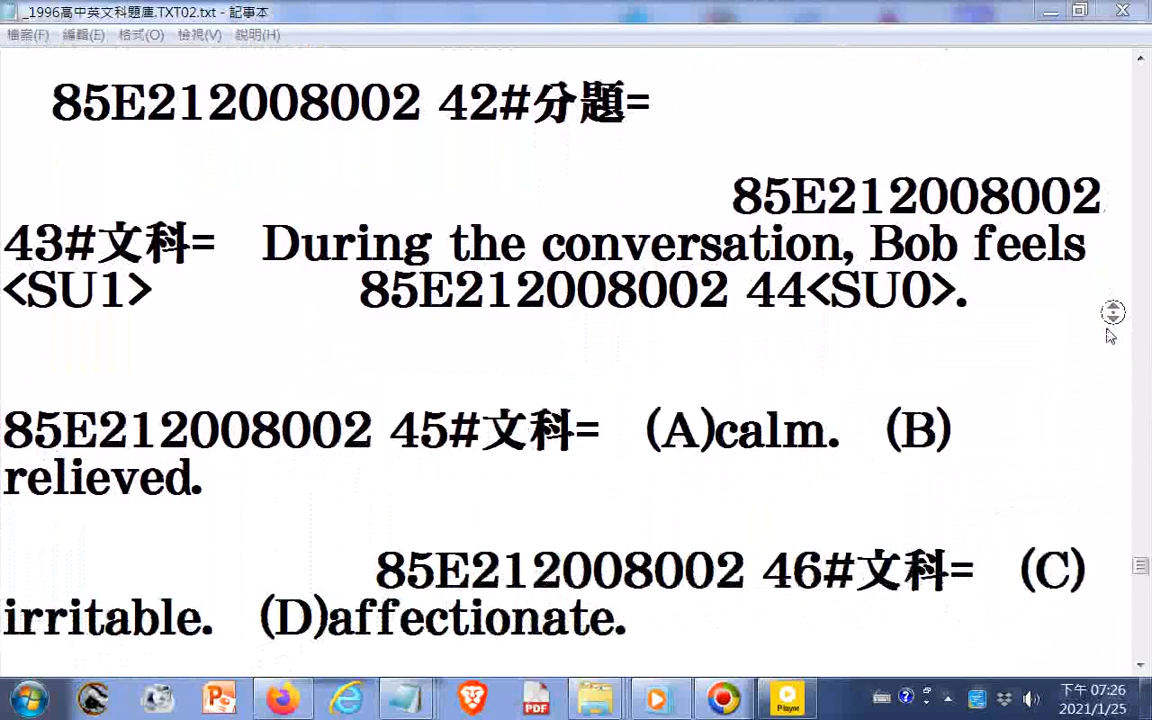 _1996高中英文科題庫.TXT02.txt - 記事本
檔案(F) 編輯(E) 格式(O) 檢視(V) 說明(H)
85E212008002 42#分題=
85E212008002
43#文科= During the conversation, Bob feels
<SU1> 85E212008002 44<SU0>.
85E212008002 45#文科= (A)calm. (B)
relieved.
85E212008002 46#文科= (C)
irritable. (D)affectionate.
PDF
Player
下午 07:26
2021/1/25